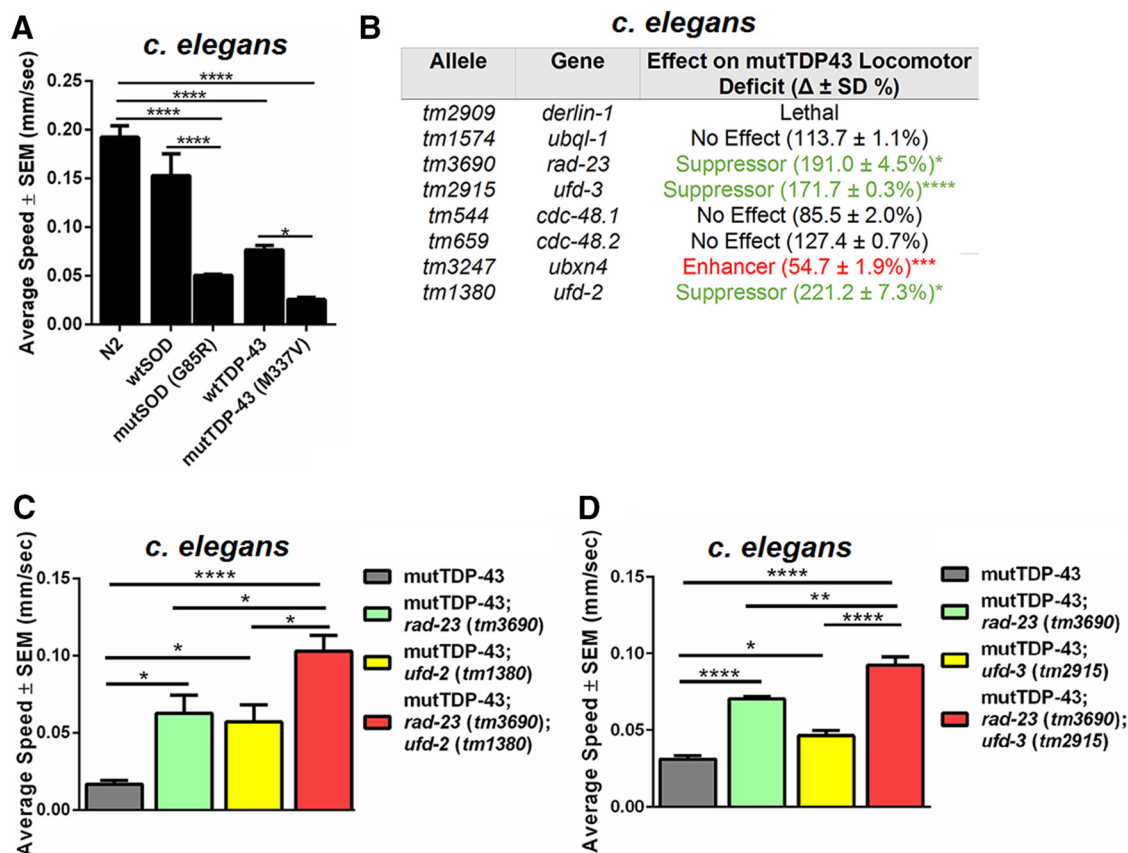 A
c. elegans
Average Speed ± SEM (mm/sec)
0.25
0.20
0.15
0.10
0.05
0.00
****
****
****
****
*
N2
wtSOD
mutSOD (G85R)
wtTDP-43
mutTDP-43 (M337V)
B
c. elegans
Allele Gene Effect on mutTDP43 Locomotor
Deficit (Δ ± SD %)
tm2909 derlin-1 Lethal
tm1574 ubql-1 No Effect (113.7 ± 1.1%)
tm3690 rad-23 Suppressor (191.0 ± 4.5%)*
tm2915 ufd-3 Suppressor (171.7 ± 0.3%)****
tm544 cdc-48.1 No Effect (85.5 ± 2.0%)
tm659 cdc-48.2 No Effect (127.4 ± 0.7%)
tm3247 ubxn4 Enhancer (54.7 ± 1.9%)***
tm1380 ufd-2 Suppressor (221.2 ± 7.3%)*
C
c. elegans
Average Speed ± SEM (mm/sec)
0.15
0.10
0.05
0.00
****
*
*
*
*
mutTDP-43
mutTDP-43;
rad-23 (tm3690)
mutTDP-43;
ufd-2 (tm1380)
mutTDP-43;
rad-23 (tm3690);
ufd-2 (tm1380)
D
c. elegans
Average Speed ± SEM (mm/sec)
0.15
0.10
0.05
0.00
****
**
****
*
****
mutTDP-43
mutTDP-43;
rad-23 (tm3690)
mutTDP-43;
ufd-3 (tm2915)
mutTDP-43;
rad-23 (tm3690);
ufd-3 (tm2915)